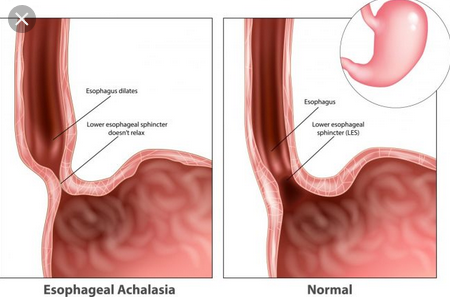 Esophagus dilates
Lower esophageal sphincter
doesn't relax
Esophageal Achalasia
Esophagus
Lower esophageal
sphincter (LES)
Normal